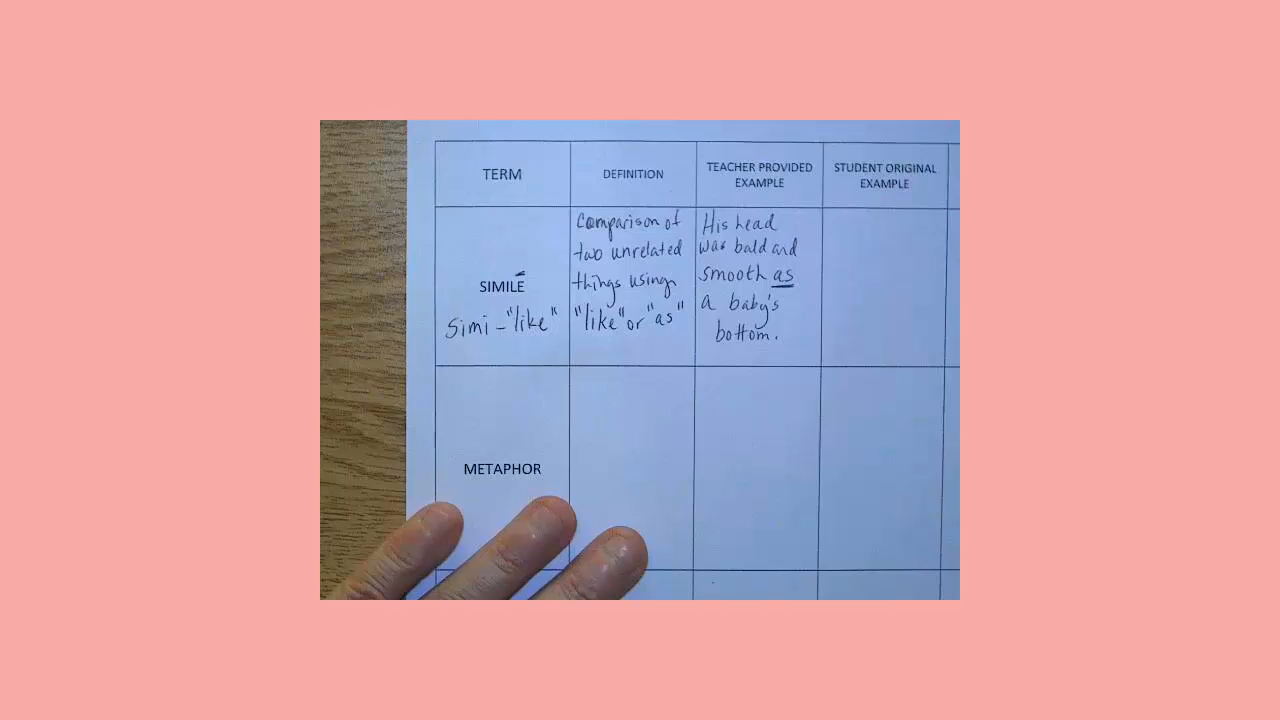 TERM
DEFINITION
TEACHER PROVIDED
EXAMPLE
STUDENT ORIGINAL
EXAMPLE
SIMILE
Simi - "like"
Comparison of
two unrelated
things using
"like" or "as"
His head
was bald and
smooth as
a baby's
bottom.
METAPHOR